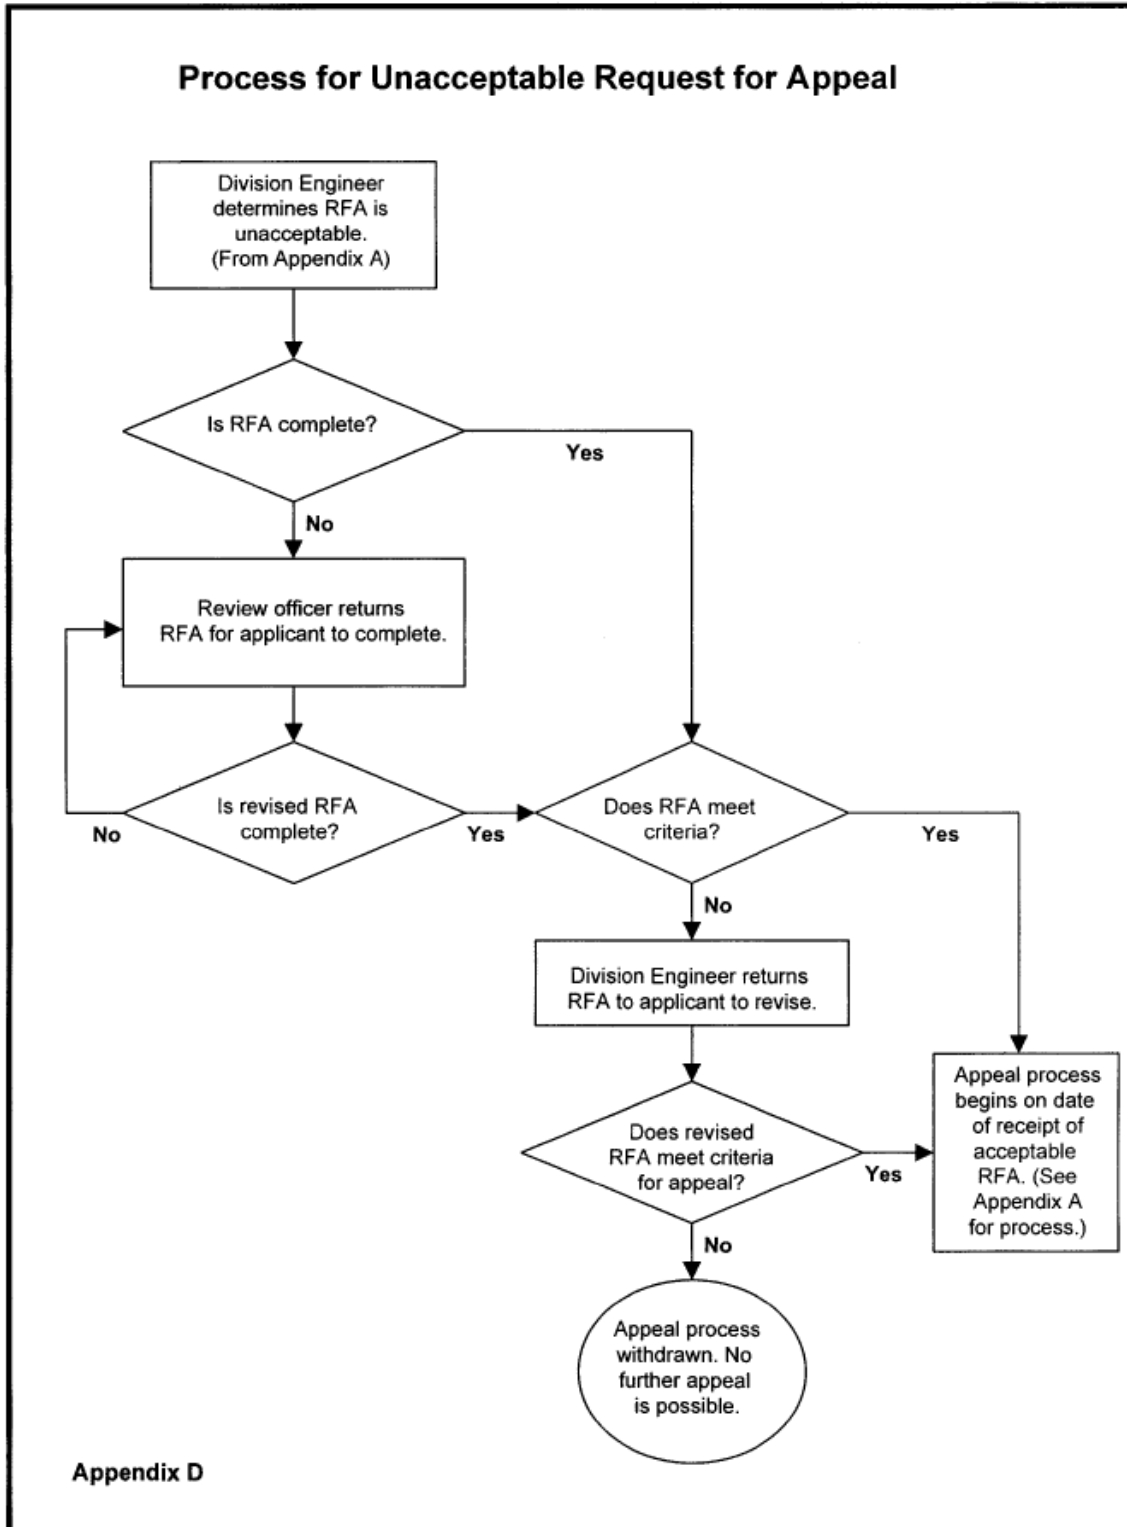 Process for Unacceptable Request for Appeal
Division Engineer
determines RFA is
unacceptable.
(From Appendix A)
Is RFA complete?
Yes
No
Review officer returns
RFA for applicant to complete.
Is revised RFA
complete?
No
Yes
Does RFA meet
criteria?
Yes
No
Division Engineer returns
RFA to applicant to revise.
Does revised
RFA meet criteria
for appeal?
Yes
Appeal process
begins on date
of receipt of
acceptable
RFA. (See
Appendix A
for process.)
No
Appeal process
withdrawn. No
further appeal
is possible.
Appendix D